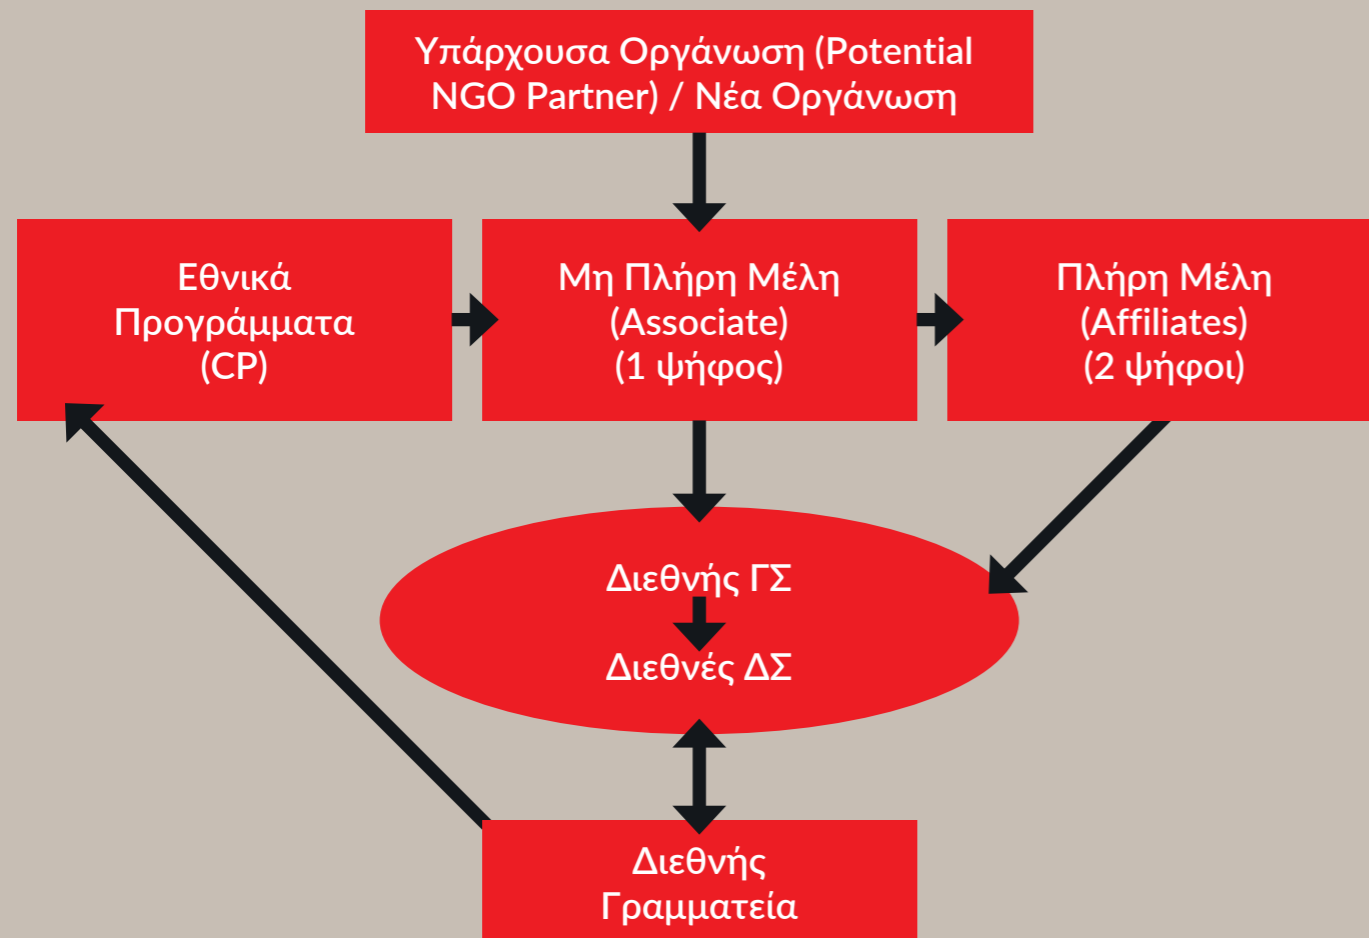 Υπάρχουσα Οργάνωση (Potential
NGO Partner) / Νέα Οργάνωση
Εθνικά
Προγράμματα
(CP)
Μη Πλήρη Μέλη
(Associate)
(1 ψήφος)
Πλήρη Μέλη
(Affiliates)
(2 ψήφοι)
Διεθνής ΓΣ
Διεθνές ΔΣ
Διεθνής
Γραμματεία